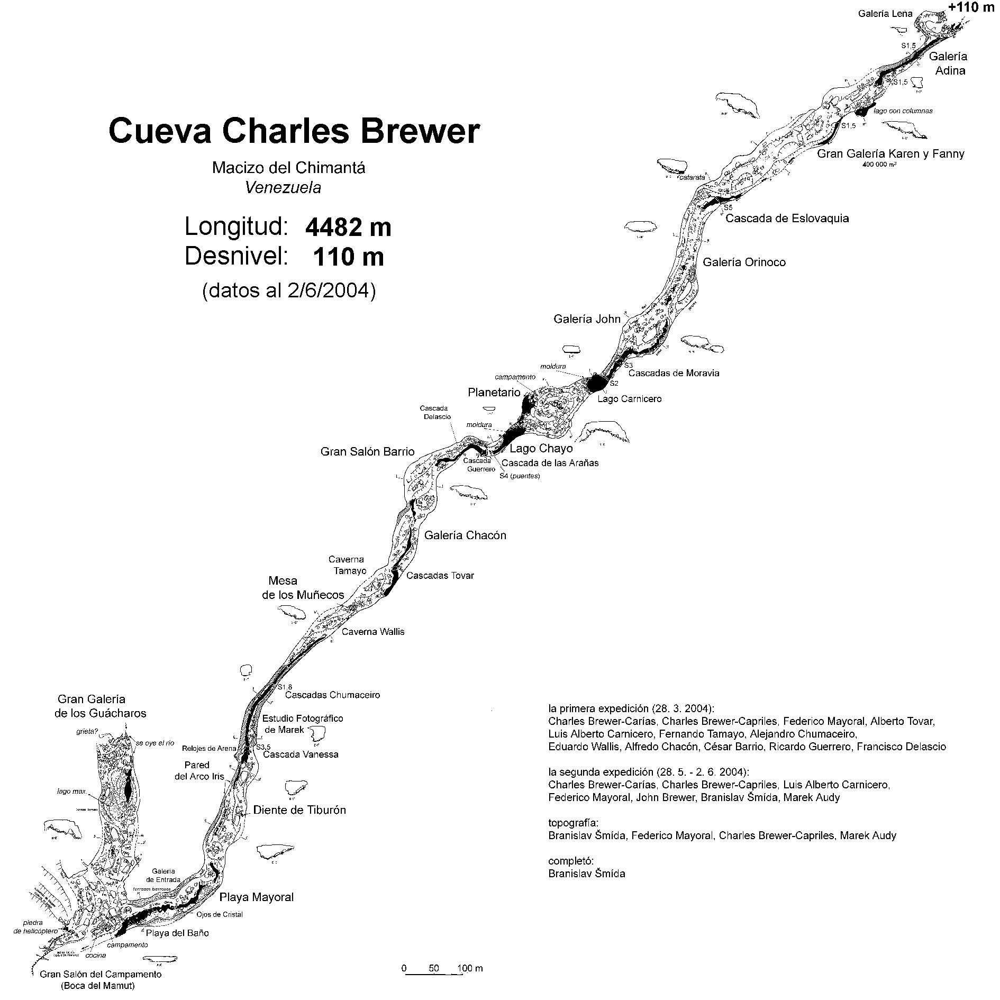 +110 m
Galería Lena
S1,5
Galería
Adina
S1,5
lago con columnas
S1,5
Gran Galería Karen y Fanny
400 000 m³
Cueva Charles Brewer
Macizo del Chimantá
Venezuela
Longitud: 4482 m
Desnivel: 110 m
(datos al 2/6/2004)
catarata
S5
Cascada de Eslovaquia
Galería Orinoco
Galería John
moldura
S3
Cascadas de Moravia
campamento
S2
Planetario
Lago Carnicero
Cascada
Delascio
moldura
Gran Salón Barrio
Lago Chayo
Cascada
Guerrero
Cascada de las Arañas
S4 (puentes)
Galería Chacón
Caverna
Tamayo
Cascadas Tovar
Mesa
de los Muñecos
Caverna Wallis
S1,8
Cascadas Chumaceiro
Gran Galería
de los Guácharos
Estudio Fotográfico
de Marek
grieta?
se oye el río
Relojes de Arena
S3,5
Cascada Vanessa
Pared
del Arco Iris
lago max.
terrazas barrosas
Diente de Tiburón
Galeria
de Entrada
terrazas barrosas
Playa Mayoral
Ojos de Cristal
piedra
de helicóptero
Playa del Baño
campamento
cocina
Gran Salón del Campamento
(Boca del Mamut)
0 50 100 m
la primera expedición (28. 3. 2004):
Charles Brewer-Carías, Charles Brewer-Capriles, Federico Mayoral, Alberto Tovar,
Luis Alberto Carnicero, Fernando Tamayo, Alejandro Chumaceiro,
Eduardo Wallis, Alfredo Chacón, César Barrio, Ricardo Guerrero, Francisco Delascio
la segunda expedición (28. 5. - 2. 6. 2004):
Charles Brewer-Carías, Charles Brewer-Capriles, Luis Alberto Carnicero,
Federico Mayoral, John Brewer, Branislav Šmída, Marek Audy
topografía:
Branislav Šmída, Federico Mayoral, Charles Brewer-Capriles, Marek Audy
completó:
Branislav Šmída